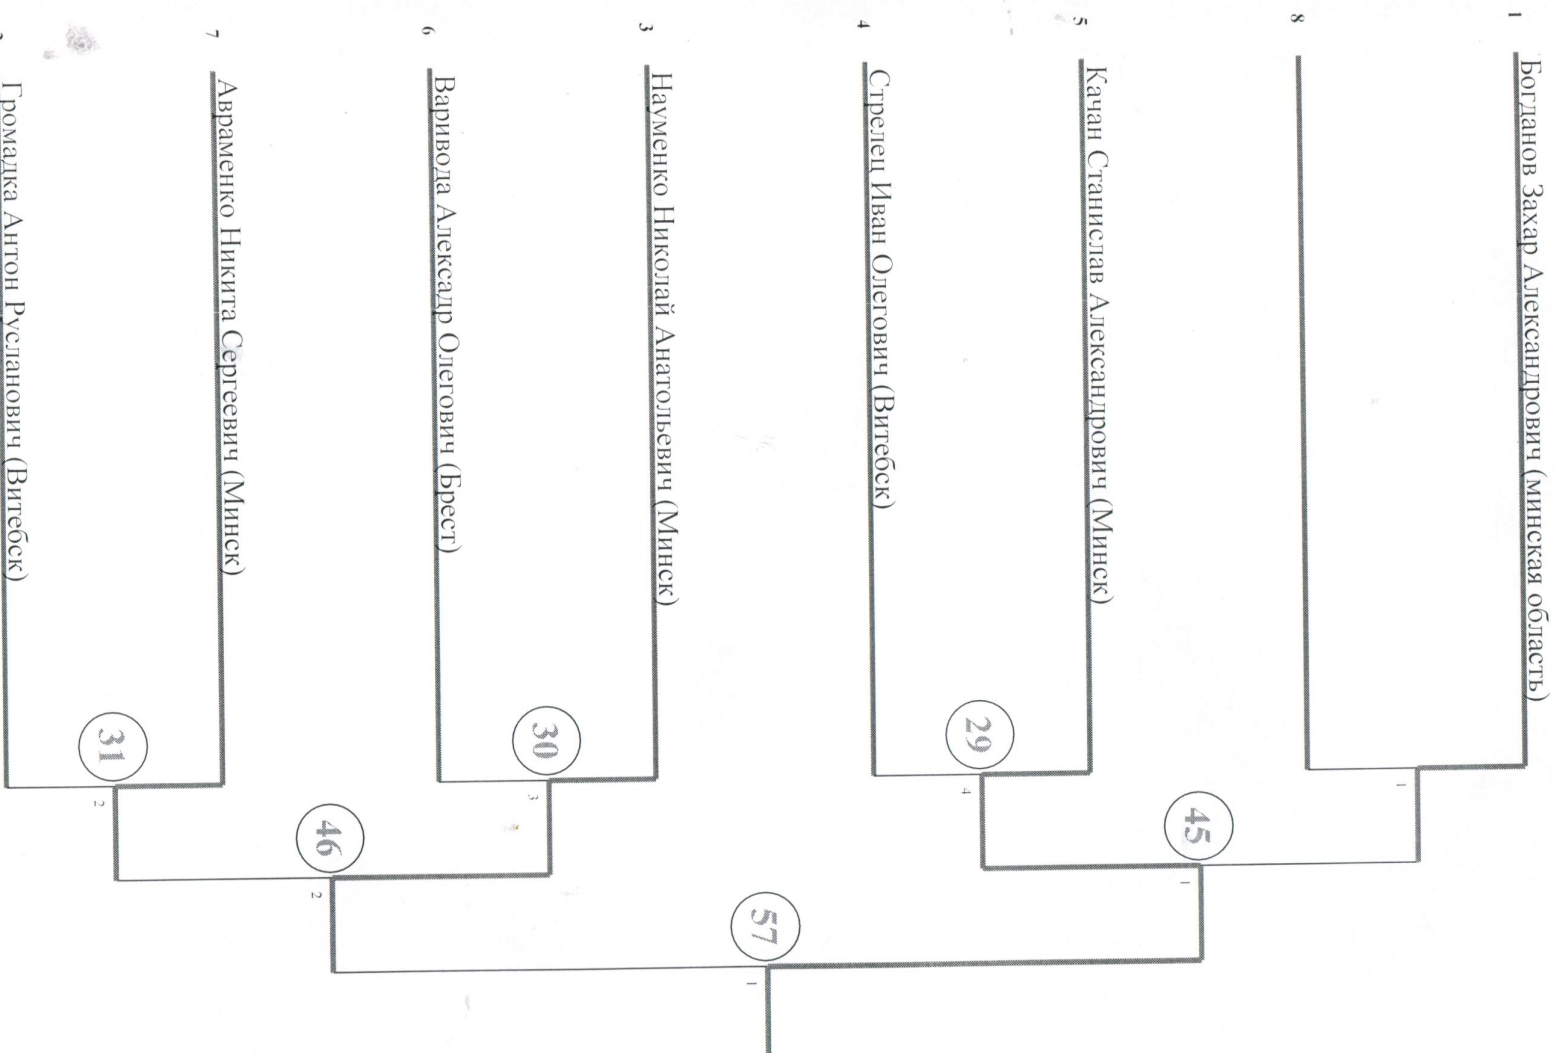 1 Богданов Захар Александрович (минская область)
8
5 Качан Станислав Александрович (Минск)
4 Стрелец Иван Олегович (Витебск)
3 Науменко Николай Анатольевич (Минск)
6 Варивода Алексадр Олегович (Брест)
7 Авраменко Никита Сергеевич (Минск)
Громадка Антон Русланович (Витебск)
1
29
4
30
3
31
2
45
1
46
2
57
1